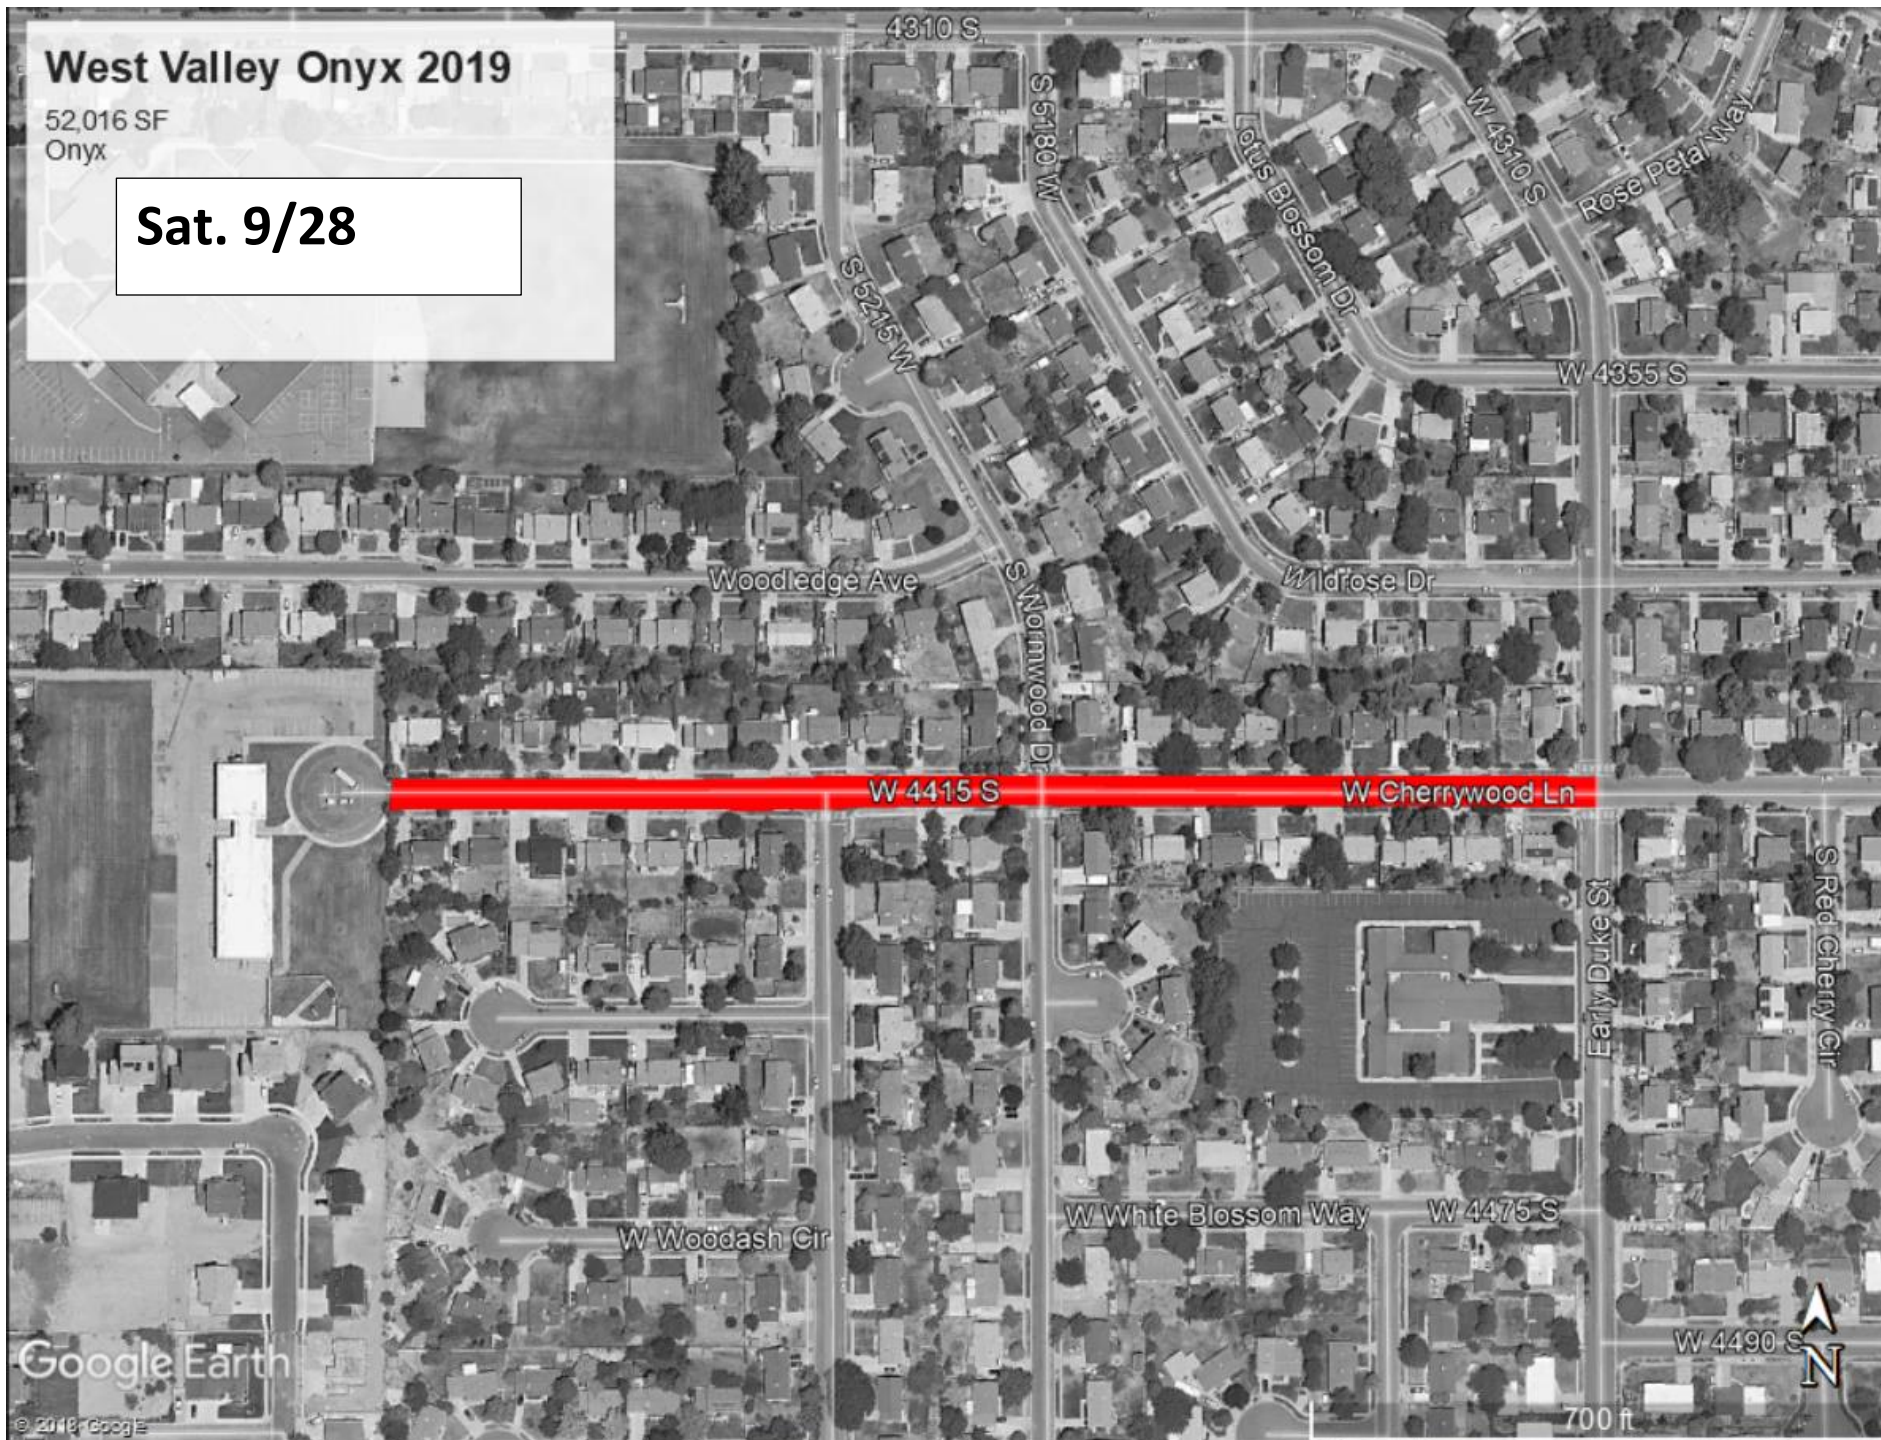 West Valley Onyx 2019
52,016 SF
Onyx
Sat. 9/28
4310 S
S 5180 W
Lotus Blossom Dr
W 4310 S
Rose Petal Way
S 5215 W
W 4355 S
Woodledge Ave
S Wormwood Dr
Wildrose Dr
W 4415 S
W Cherrywood Ln
Early Duke St
S Red Cherry Cir
W White Blossom Way
W 4475 S
W Woodash Cir
W 4490 S
N
Google Earth
© 2018 Google
700 ft